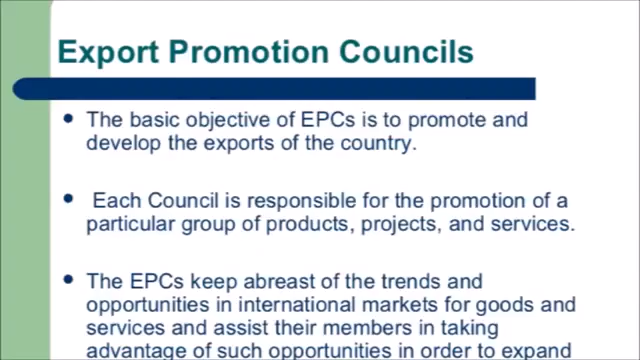 Export Promotion Councils
The basic objective of EPCs is to promote and
develop the exports of the country.
Each Council is responsible for the promotion of a
particular group of products, projects, and services.
The EPCs keep abreast of the trends and
opportunities in international markets for goods and
services and assist their members in taking
advantage of such opportunities in order to expand